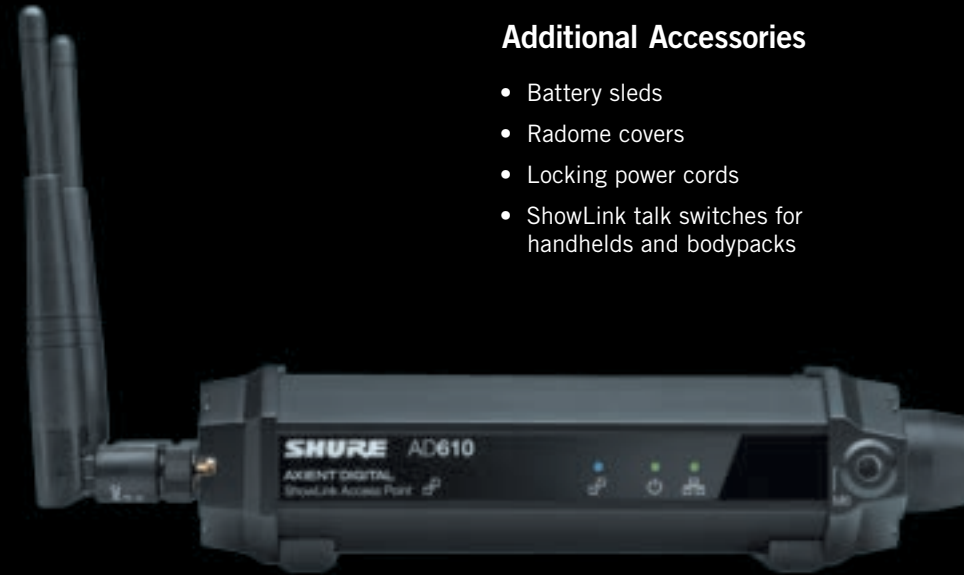 Additional Accessories
• Battery sleds
• Radome covers
• Locking power cords
• ShowLink talk switches for
handhelds and bodypacks
SHURE AD610
AXIENT DIGITAL
ShowLink Access Point